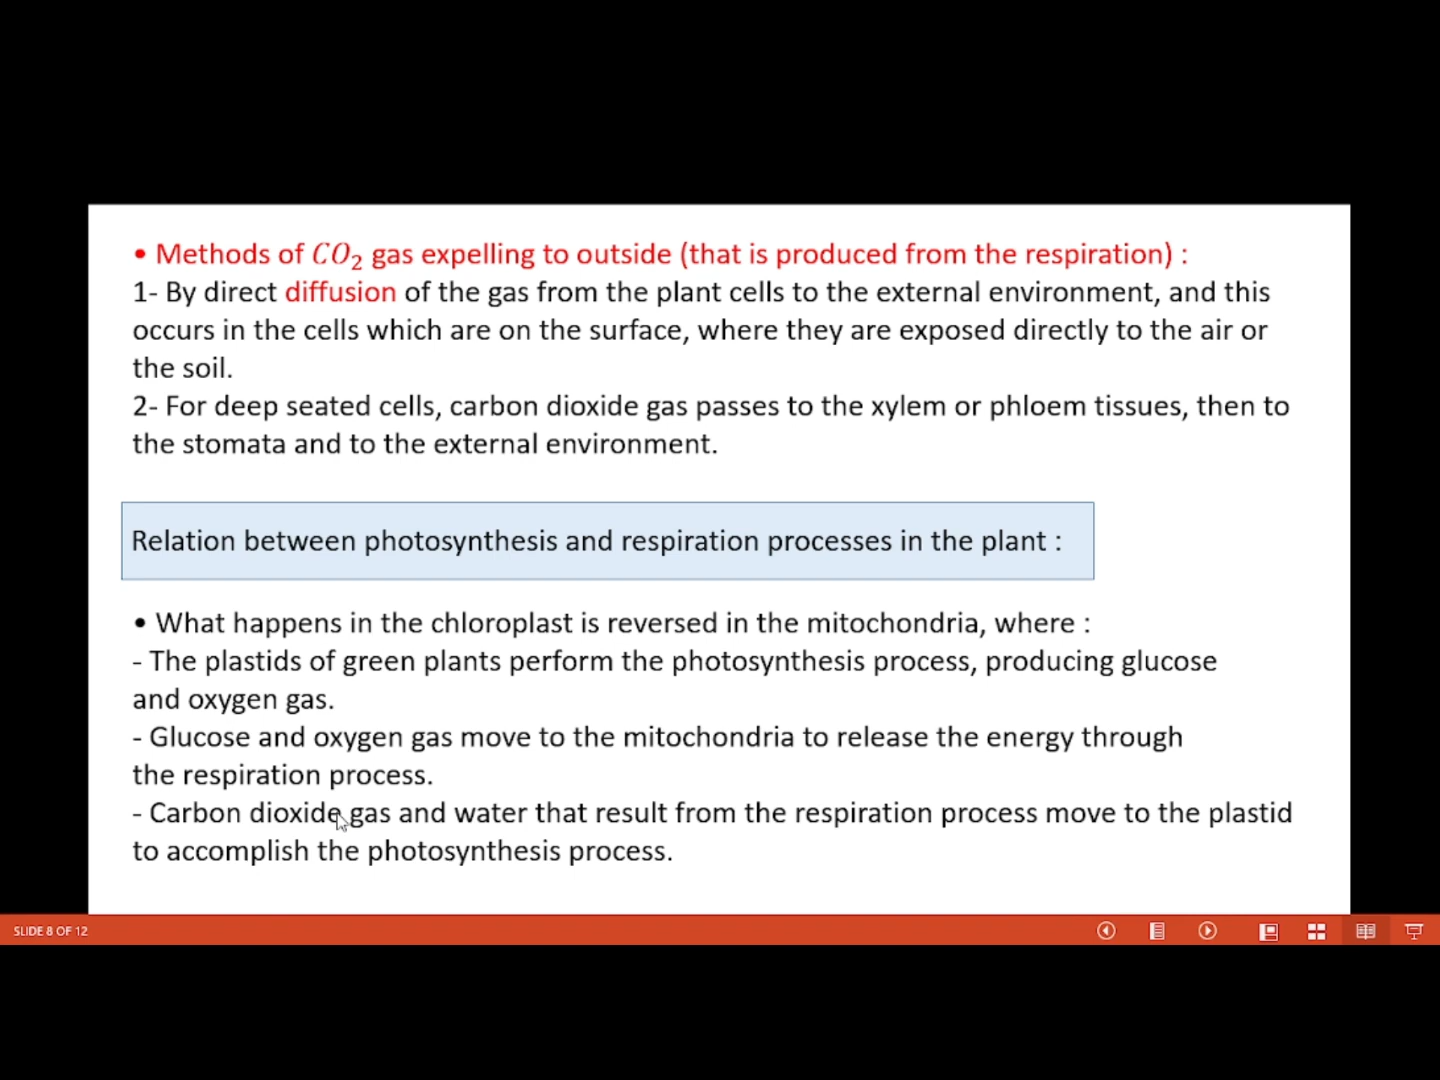 • Methods of CO₂ gas expelling to outside (that is produced from the respiration) :
1- By direct diffusion of the gas from the plant cells to the external environment, and this
occurs in the cells which are on the surface, where they are exposed directly to the air or
the soil.
2- For deep seated cells, carbon dioxide gas passes to the xylem or phloem tissues, then to
the stomata and to the external environment.
Relation between photosynthesis and respiration processes in the plant :
• What happens in the chloroplast is reversed in the mitochondria, where :
- The plastids of green plants perform the photosynthesis process, producing glucose
and oxygen gas.
- Glucose and oxygen gas move to the mitochondria to release the energy through
the respiration process.
- Carbon dioxide gas and water that result from the respiration process move to the plastid
to accomplish the photosynthesis process.
SLIDE 8 OF 12